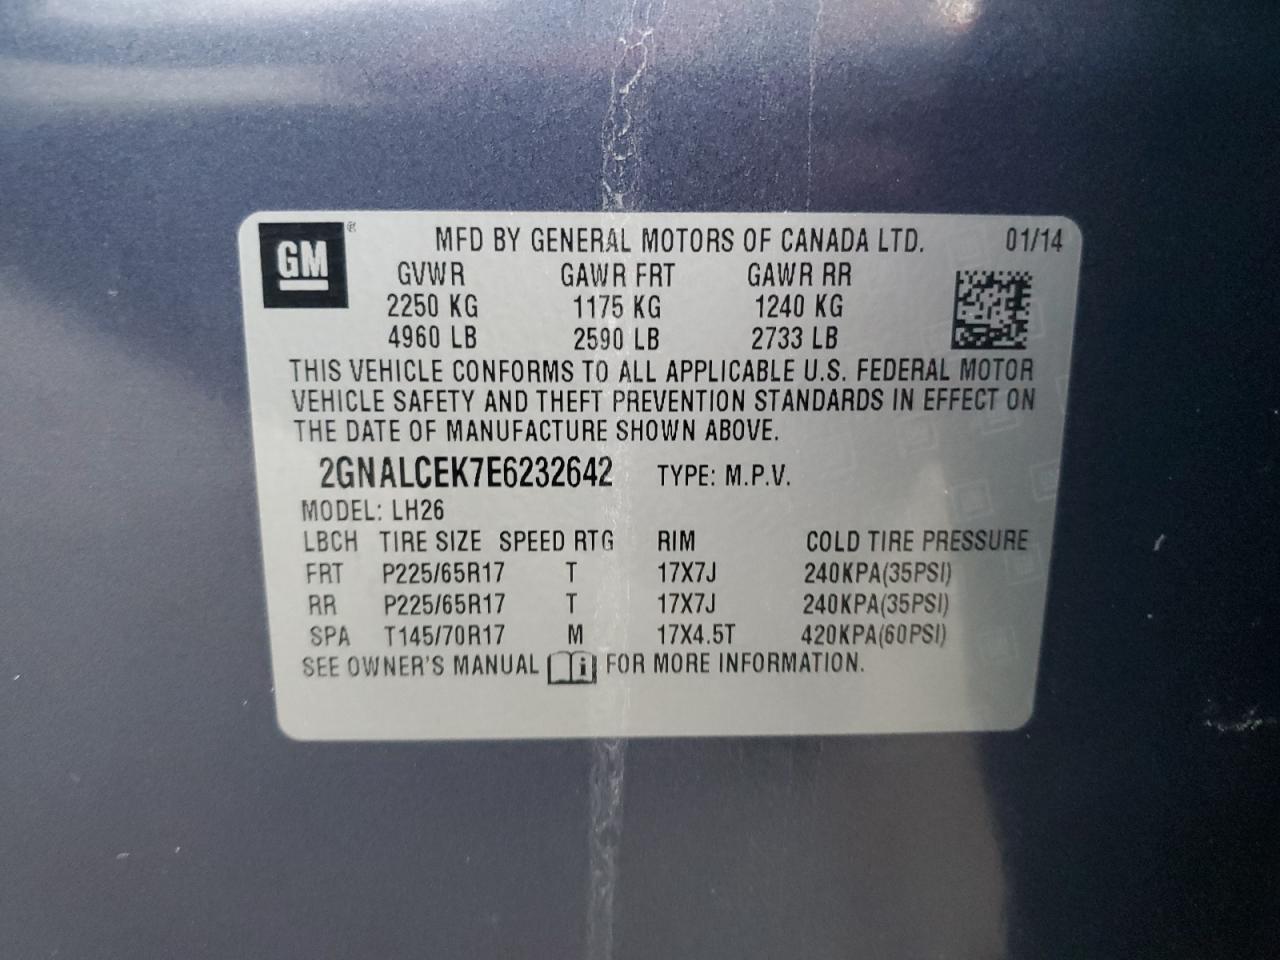 GM ®
MFD BY GENERAL MOTORS OF CANADA LTD. 01/14
GVWR GAWR FRT GAWR RR
2250 KG 1175 KG 1240 KG
4960 LB 2590 LB 2733 LB
THIS VEHICLE CONFORMS TO ALL APPLICABLE U.S. FEDERAL MOTOR
VEHICLE SAFETY AND THEFT PREVENTION STANDARDS IN EFFECT ON
THE DATE OF MANUFACTURE SHOWN ABOVE.
2GNALCEK7E6232642 TYPE: M.P.V.
MODEL: LH26
LBCH TIRE SIZE SPEED RTG RIM COLD TIRE PRESSURE
FRT P225/65R17 T 17X7J 240KPA(35PSI)
RR P225/65R17 T 17X7J 240KPA(35PSI)
SPA T145/70R17 M 17X4.5T 420KPA(60PSI)
SEE OWNER'S MANUAL i FOR MORE INFORMATION.